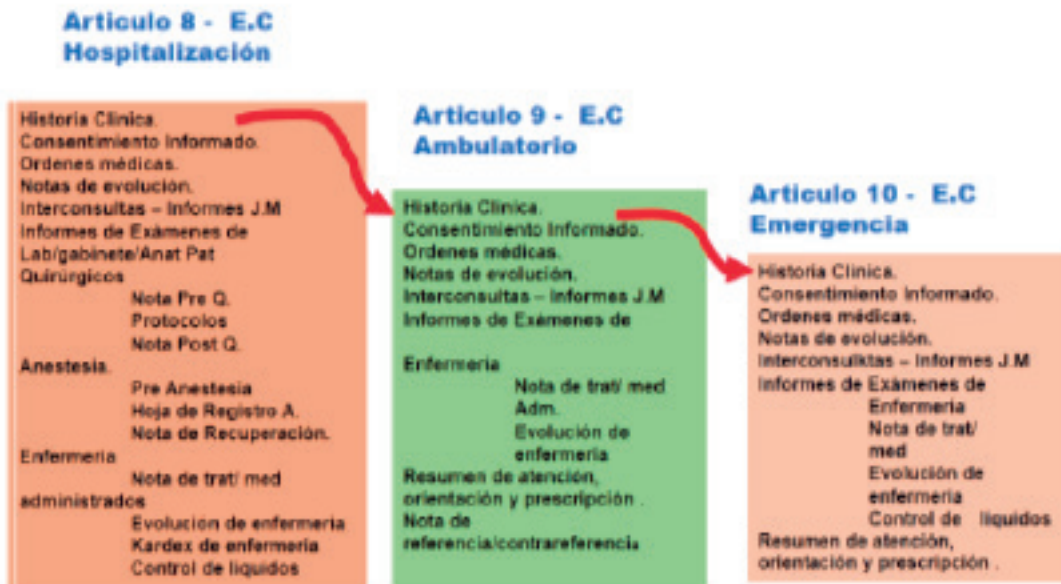 Articulo 8 - E.C
Hospitalización
Historia Clinica.
Consentimiento Informado.
Ordenes médicas.
Notas de evolución.
Interconsultas – Informes J.M
Informes de Exámenes de
Lab/gabinete/Anat Pat
Quirúrgicos
Nota Pre Q.
Protocolos
Nota Post Q.
Anestesia.
Pre Anestesia
Hoja de Registro A.
Nota de Recuperación.
Enfermeria
Nota de trat/ med
administrados
Evolución de enfermeria
Kardex de enfermeria
Control de liquidos
Articulo 9 - E.C
Ambulatorio
Historia Clinica.
Consentimiento Informado.
Ordenes médicas.
Notas de evolución.
Interconsultas – Informes J.M
Informes de Exámenes de
Enfermeria
Nota de trat/ med
Adm.
Evolución de
enfermeria
Resumen de atención,
orientación y prescripción .
Nota de
referencia/contrareferencia
Articulo 10 - E.C
Emergencia
Historia Clinica.
Consentimiento Informado.
Ordenes médicas.
Notas de evolución.
Interconsulktas – Informes J.M
Informes de Exámenes de
Enfermeria
Nota de trat/
med
Evolución de
enfermeria
Control de liquidos
Resumen de atención,
orientación y prescripción .